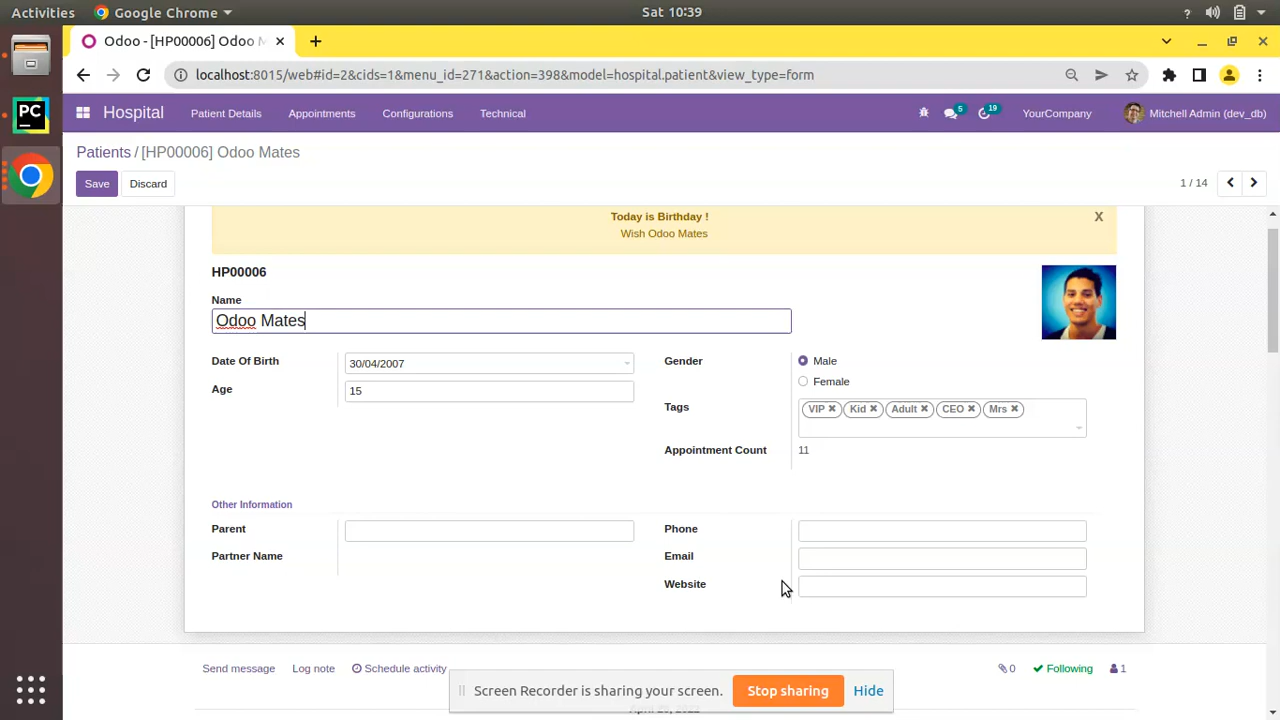 Activities Google Chrome Sat 10:39
Odoo - [HP00006] Odoo M
localhost:8015/web#id=2&cids=1&menu_id=271&action=398&model=hospital.patient&view_type=form
Hospital Patient Details Appointments Configurations Technical 5 19 YourCompany Mitchell Admin (dev_db)
Patients / [HP00006] Odoo Mates
Save Discard 1 / 14
Today is Birthday !
X
Wish Odoo Mates
HP00006
Name
Odoo Mates
Date Of Birth 30/04/2007 Gender Male
Female
Age 15
Tags VIP Kid Adult CEO Mrs
Appointment Count 11
Other Information
Parent Phone
Partner Name Email
Website
Send message Log note Schedule activity 0 Following 1
Screen Recorder is sharing your screen. Stop sharing Hide